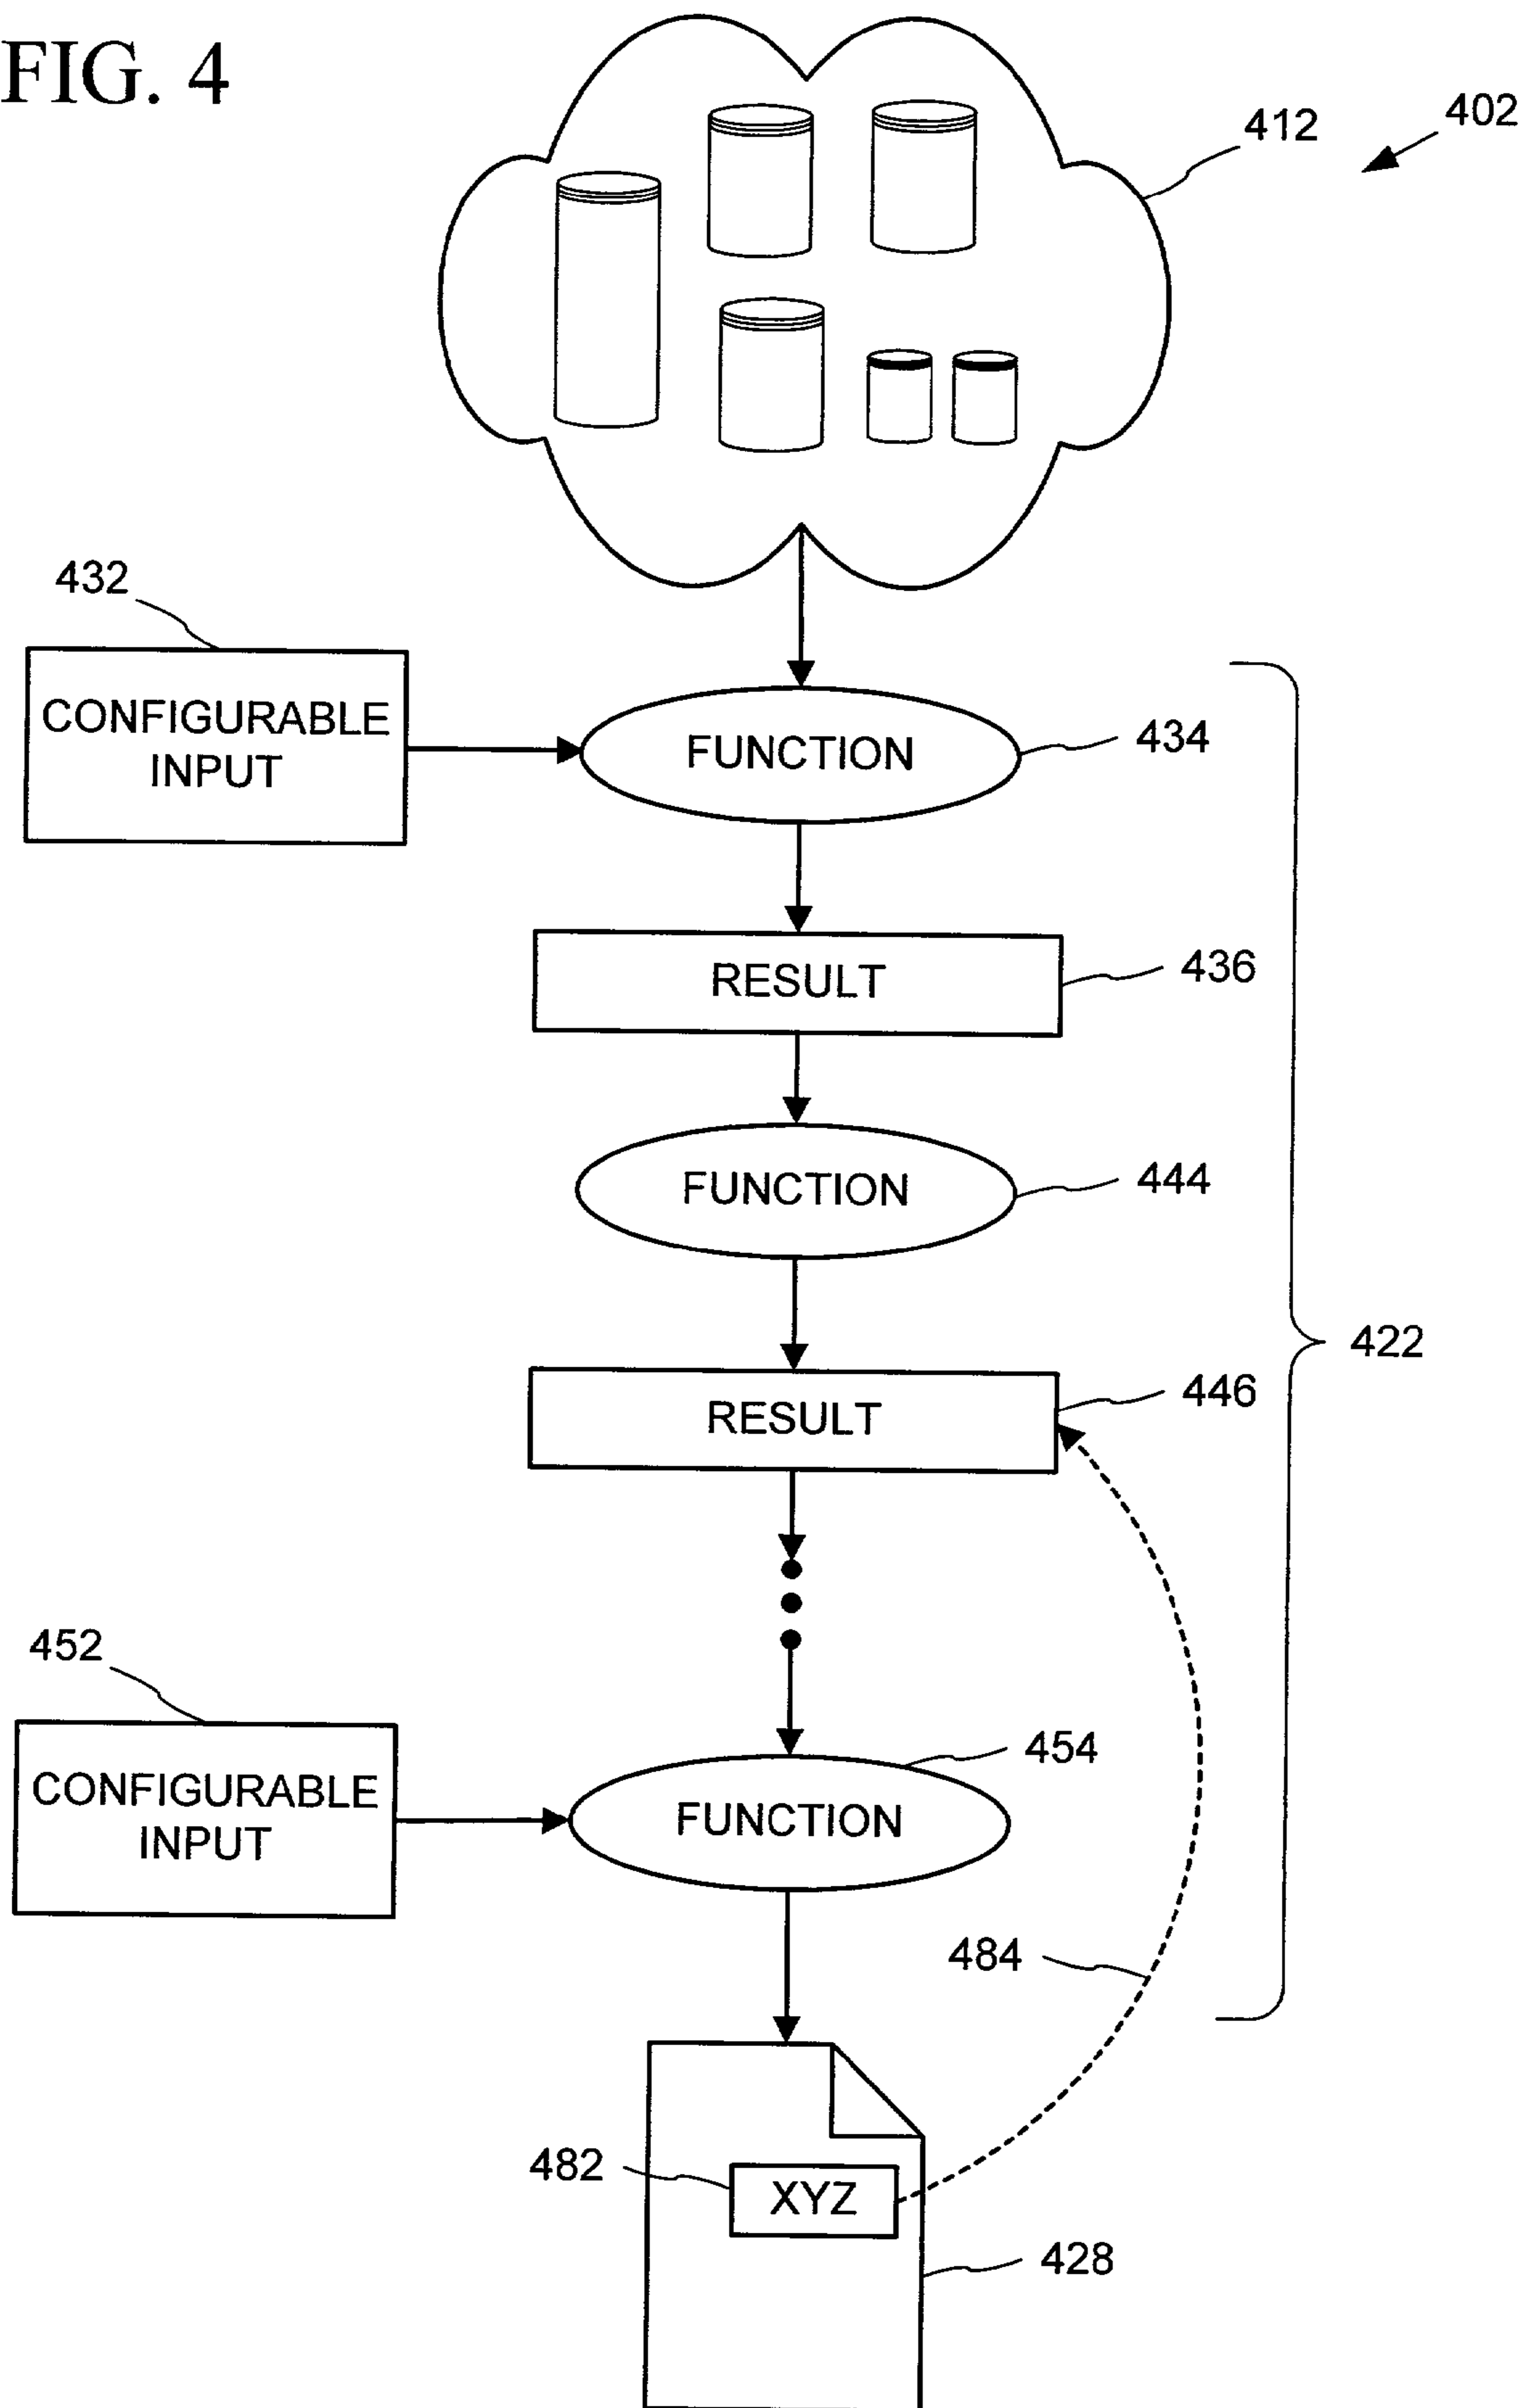 FIG. 4
402
412
432
CONFIGURABLE
INPUT
FUNCTION
434
RESULT
436
FUNCTION
444
422
RESULT
446
452
CONFIGURABLE
INPUT
454
FUNCTION
484
482
XYZ
428